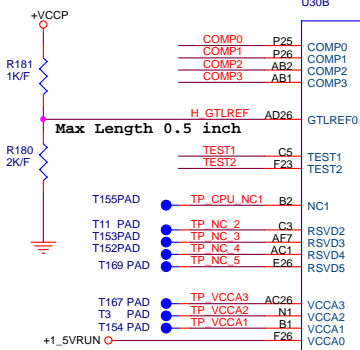 U30B
+VCCP
R181
1K/F
COMP0 P25 COMP0
COMP1 P26 COMP1
COMP2 AB2 COMP2
COMP3 AB1 COMP3
H_GTLREF AD26 GTLREF0
Max Length 0.5 inch
R180
2K/F
TEST1 C5 TEST1
TEST2 F23 TEST2
T155PAD TP_CPU_NC1 B2 NC1
T11 PAD TP_NC_2 C3 RSVD2
T153PAD TP_NC_3 AF7 RSVD3
T152PAD TP_NC_4 AC1 RSVD4
T169 PAD TP_NC_5 E26 RSVD5
T167 PAD TP_VCCA3 AC26 VCCA3
T3 PAD TP_VCCA2 N1 VCCA2
T154 PAD TP_VCCA1 B1 VCCA1
+1_5VRUN F26 VCCA0